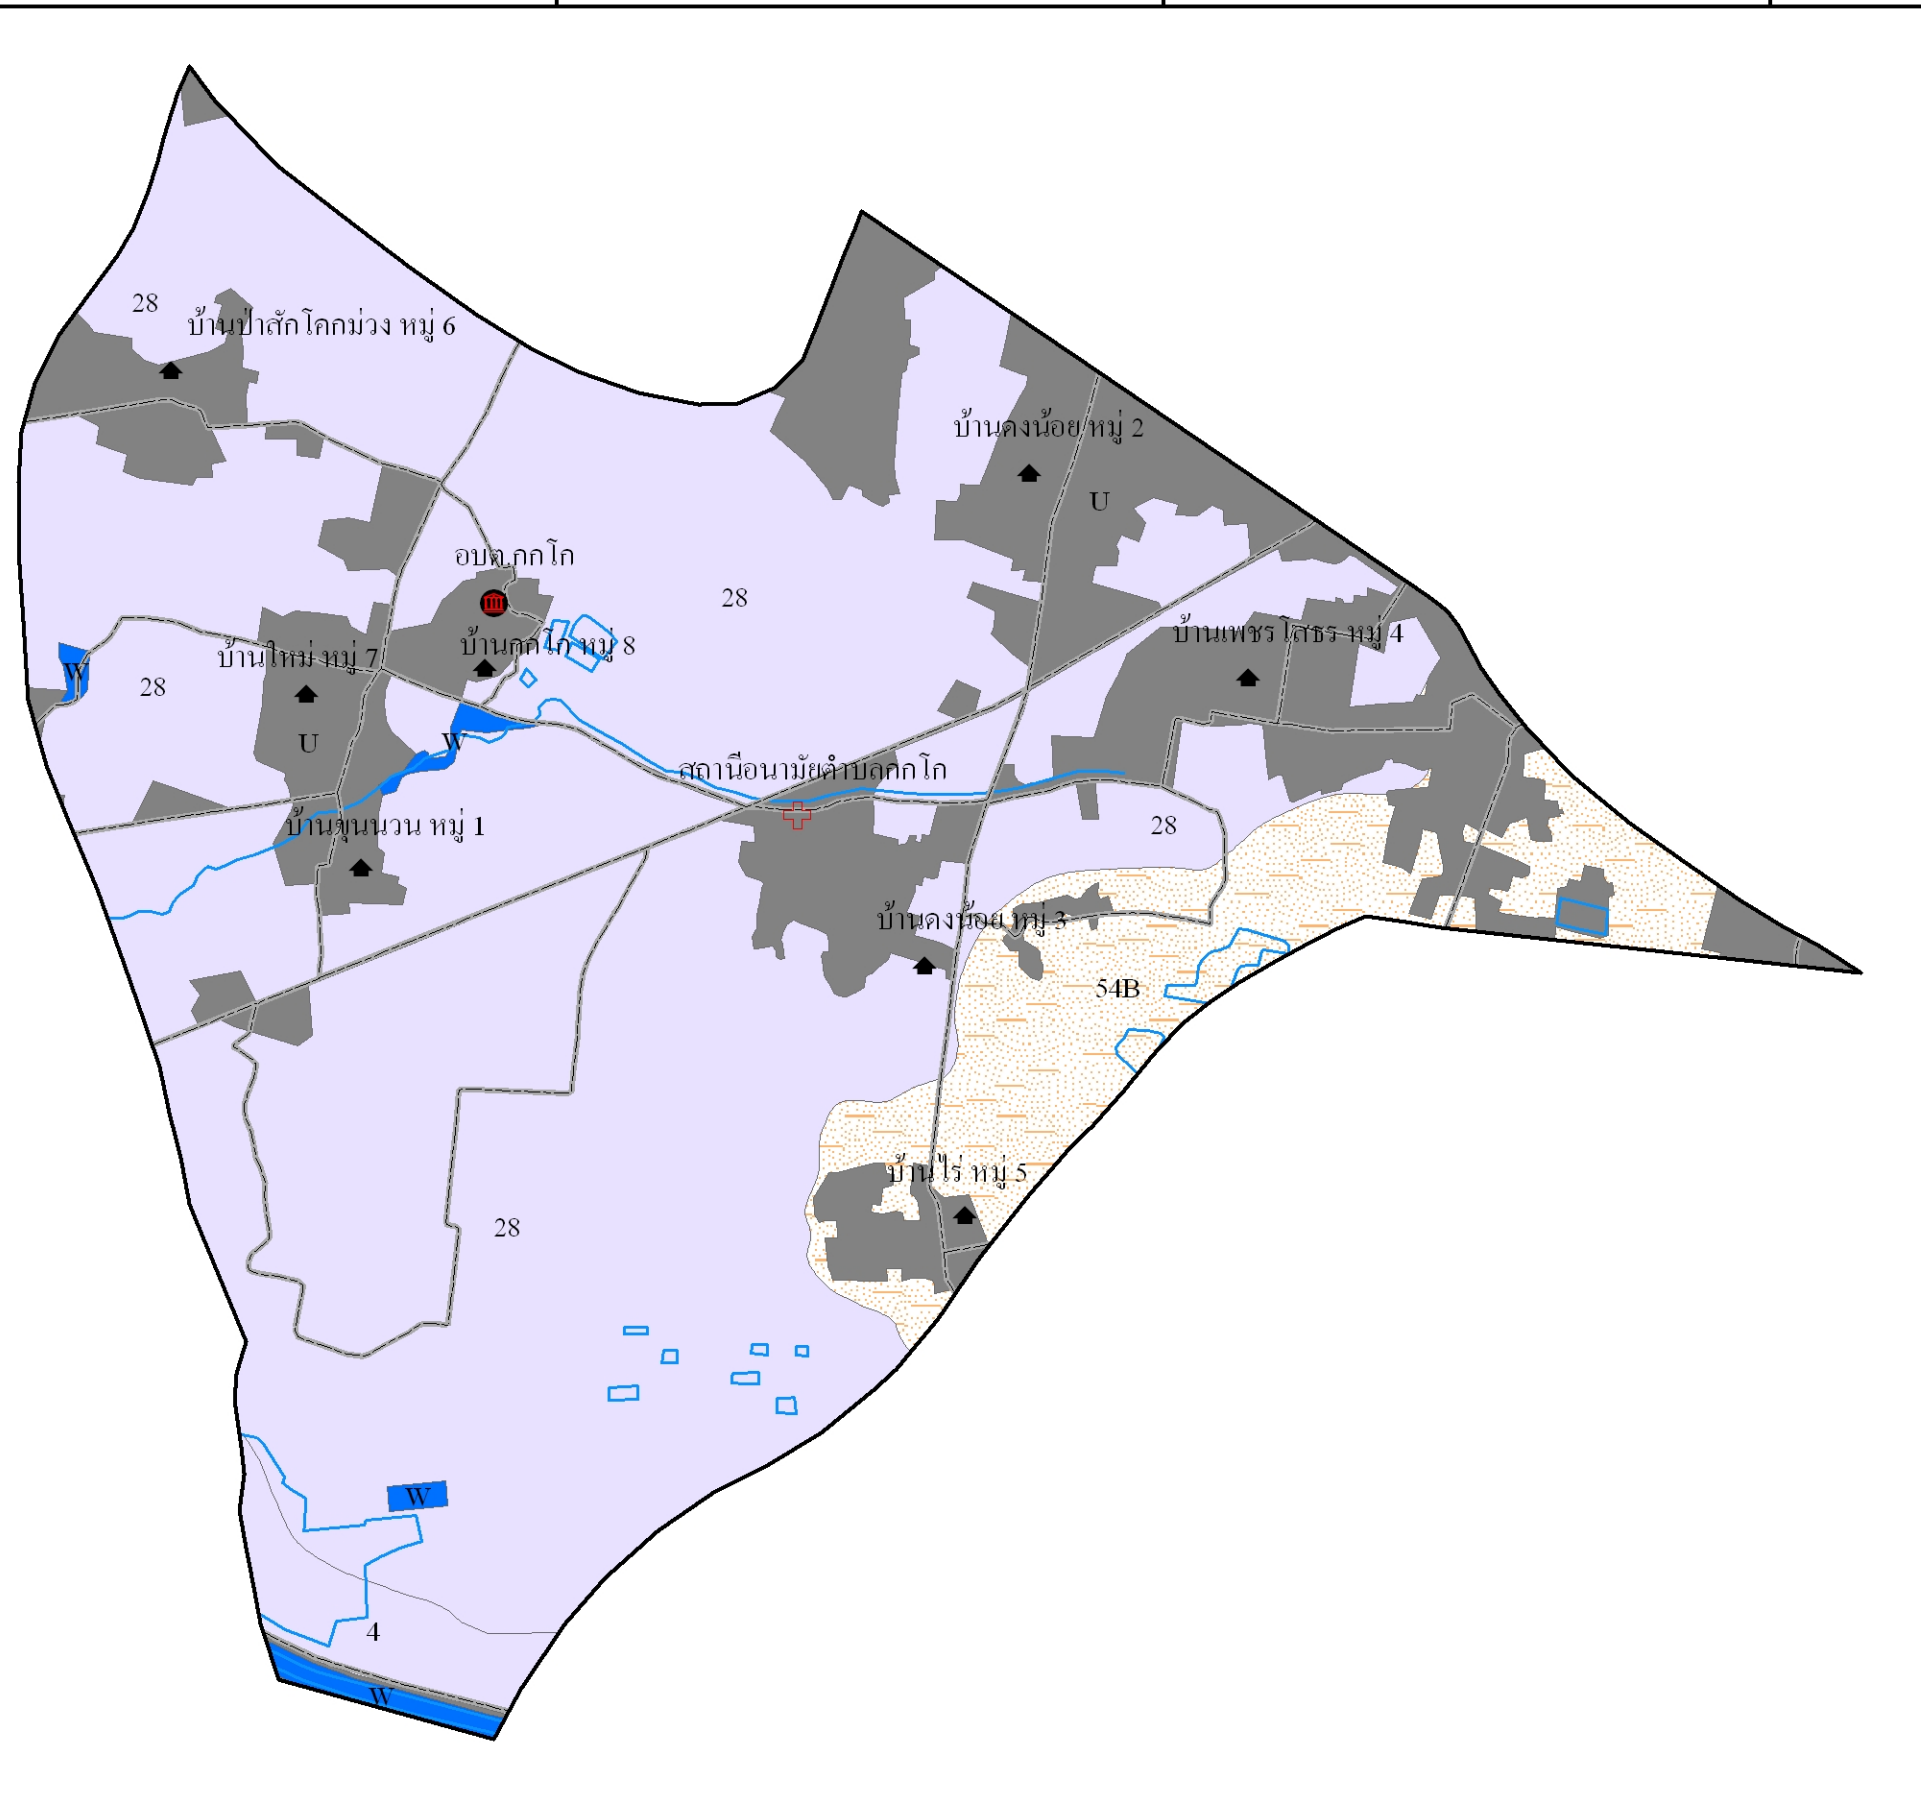 28
บ้านป่าสักโคกม่วง หมู่ 6
บ้านดงน้อย หมู่ 2
U
อบต.กกโก
28
บ้านเพชรโสธร หมู่ 4
บ้านกกโก หมู่ 8
บ้านใหม่ หมู่ 7
W
28
U
W
สถานีอนามัยตำบลกกโก
บ้านขุนนวน หมู่ 1
28
บ้านดงน้อย หมู่ 3
54B
บ้านไร่ หมู่ 5
28
W
4
W